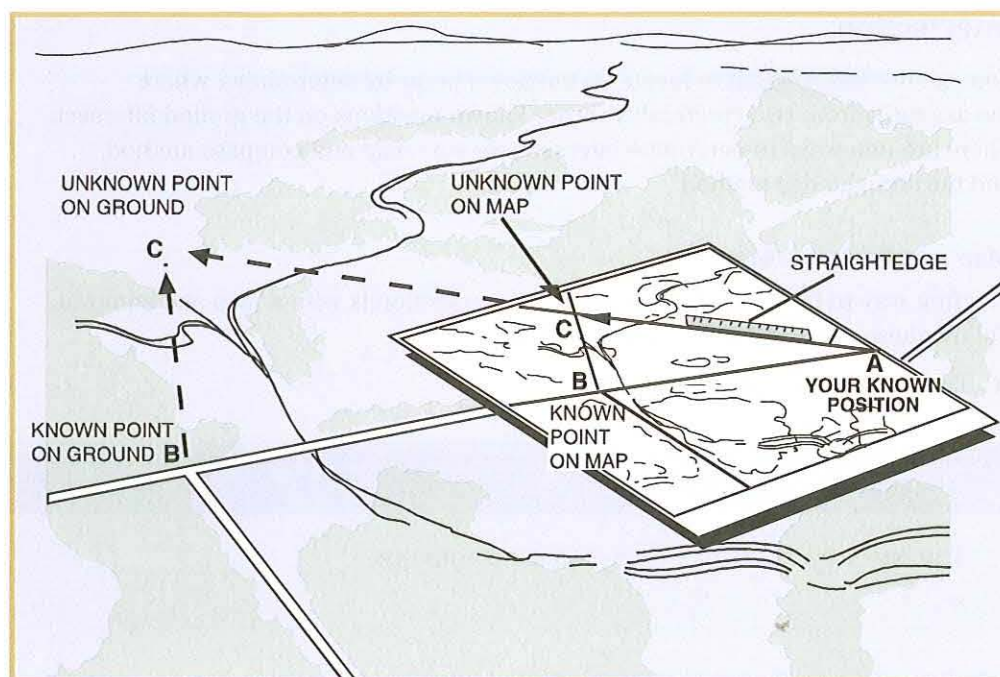 UNKNOWN POINT
ON GROUND
UNKNOWN POINT
ON MAP
C.
STRAIGHTEDGE
C
A
B
YOUR KNOWN
POSITION
KNOWN
POINT
ON MAP
KNOWN POINT
ON GROUND B